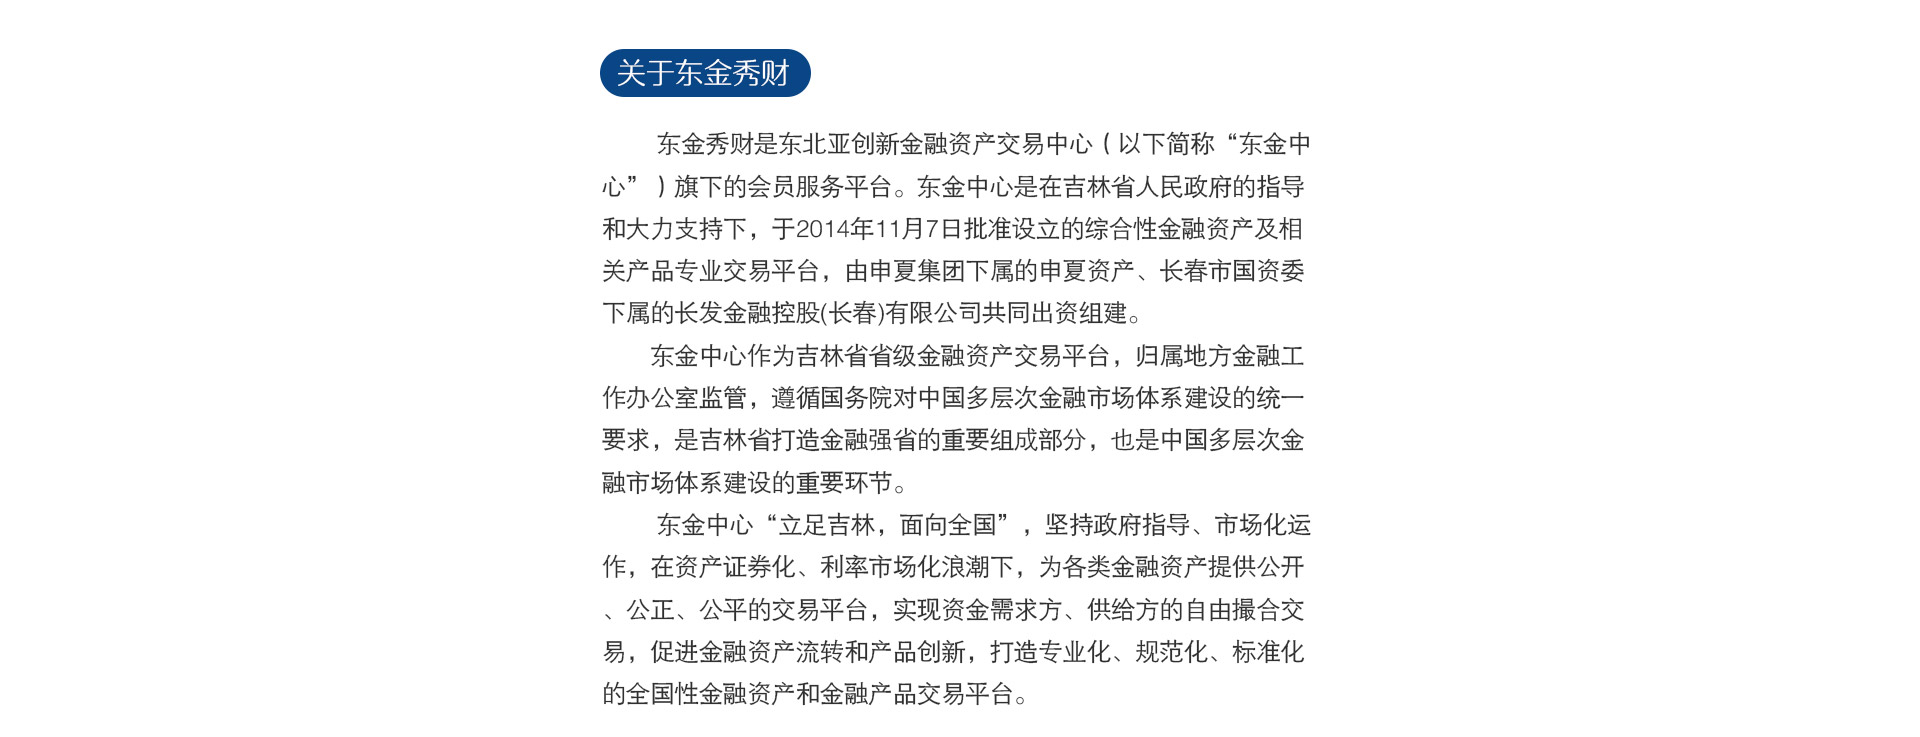 关于东金秀财
东金秀财是东北亚创新金融资产交易中心（以下简称“东金中
心”）旗下的会员服务平台。东金中心是在吉林省人民政府的指导
和大力支持下，于2014年11月7日批准设立的综合性金融资产及相
关产品专业交易平台，由申夏集团下属的申夏资产、长春市国资委
下属的长发金融控股(长春)有限公司共同出资组建。
东金中心作为吉林省省级金融资产交易平台，归属地方金融工
作办公室监管，遵循国务院对中国多层次金融市场体系建设的统一
要求，是吉林省打造金融强省的重要组成部分，也是中国多层次金
融市场体系建设的重要环节。
东金中心“立足吉林，面向全国”，坚持政府指导、市场化运
作，在资产证券化、利率市场化浪潮下，为各类金融资产提供公开
、公正、公平的交易平台，实现资金需求方、供给方的自由撮合交
易，促进金融资产流转和产品创新，打造专业化、规范化、标准化
的全国性金融资产和金融产品交易平台。